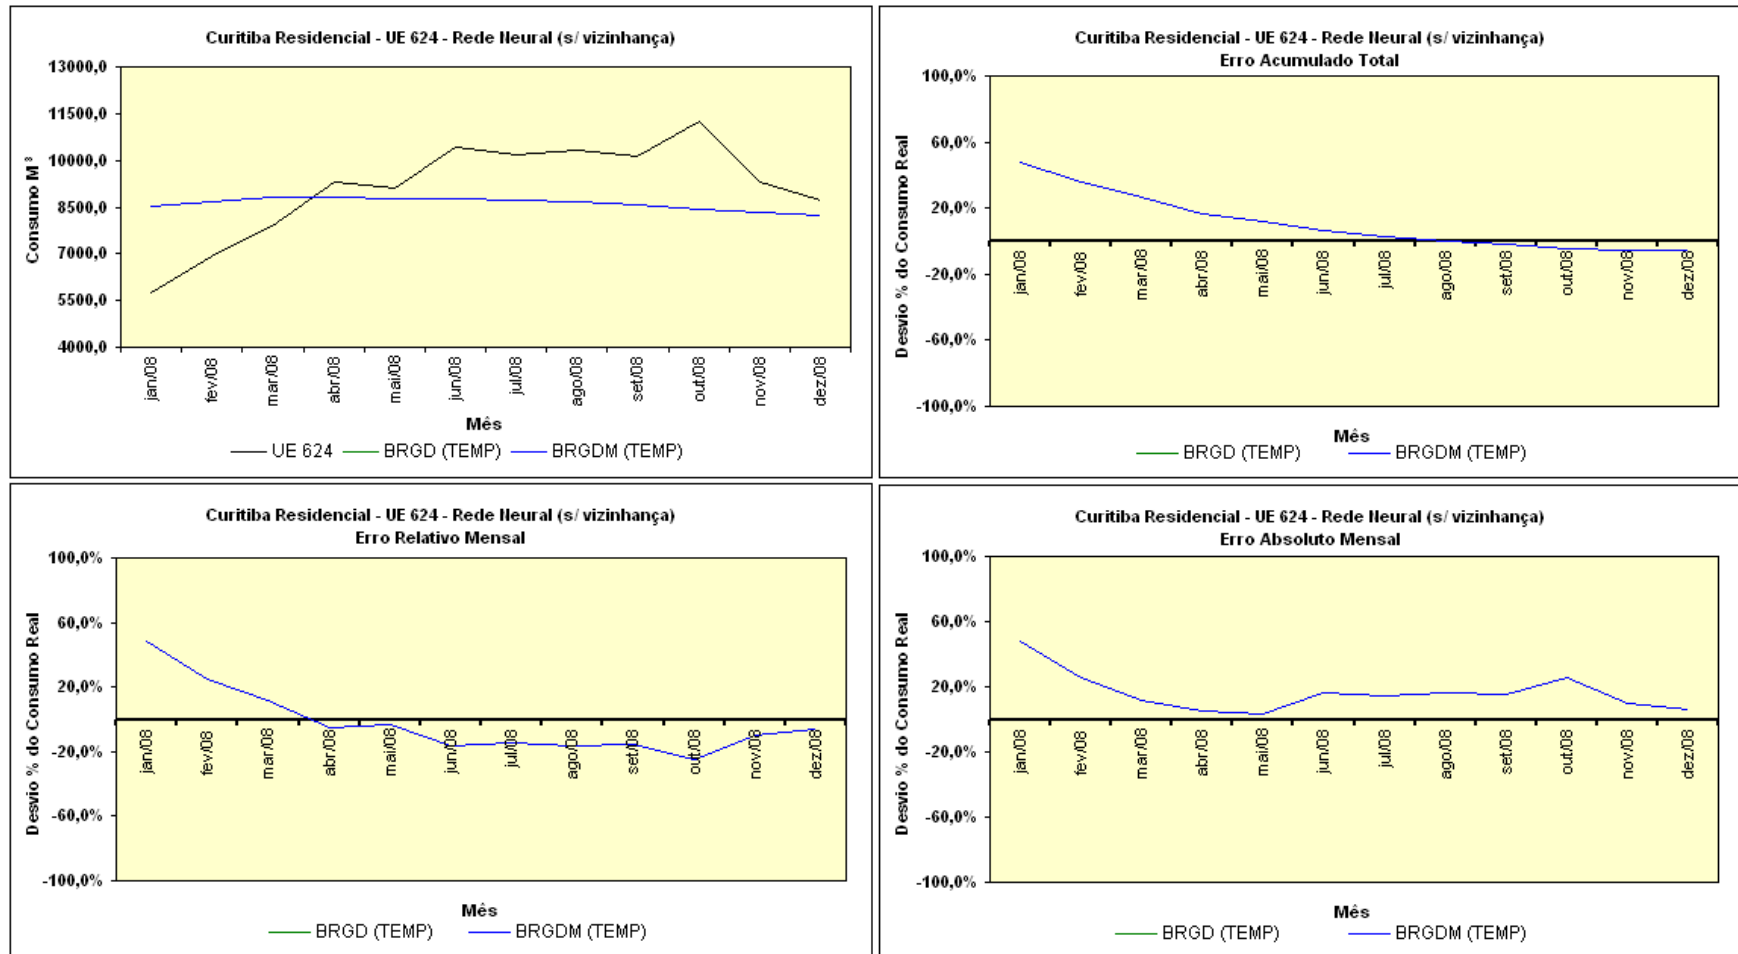 Curitiba Residencial - UE 624 - Rede Neural (s/ vizinhança)
Consumo M³
13000,0
11500,0
10000,0
8500,0
7000,0
5500,0
4000,0
jan/08
fev/08
mar/08
abr/08
mai/08
jun/08
jul/08
ago/08
set/08
out/08
nov/08
dez/08
Mês
UE 624 BRGD (TEMP) BRGDM (TEMP)
Curitiba Residencial - UE 624 - Rede Neural (s/ vizinhança)
Erro Acumulado Total
Desvio % do Consumo Real
100,0%
60,0%
20,0%
-20,0%
-60,0%
-100,0%
jan/08
fev/08
mar/08
abr/08
mai/08
jun/08
jul/08
ago/08
set/08
out/08
nov/08
dez/08
Mês
BRGD (TEMP) BRGDM (TEMP)
Curitiba Residencial - UE 624 - Rede Neural (s/ vizinhança)
Erro Relativo Mensal
Desvio % do Consumo Real
100,0%
60,0%
20,0%
-20,0%
-60,0%
-100,0%
jan/08
fev/08
mar/08
abr/08
mai/08
jun/08
jul/08
ago/08
set/08
out/08
nov/08
dez/08
Mês
BRGD (TEMP) BRGDM (TEMP)
Curitiba Residencial - UE 624 - Rede Neural (s/ vizinhança)
Erro Absoluto Mensal
Desvio % do Consumo Real
100,0%
60,0%
20,0%
-20,0%
-60,0%
-100,0%
jan/08
fev/08
mar/08
abr/08
mai/08
jun/08
jul/08
ago/08
set/08
out/08
nov/08
dez/08
Mês
BRGD (TEMP) BRGDM (TEMP)